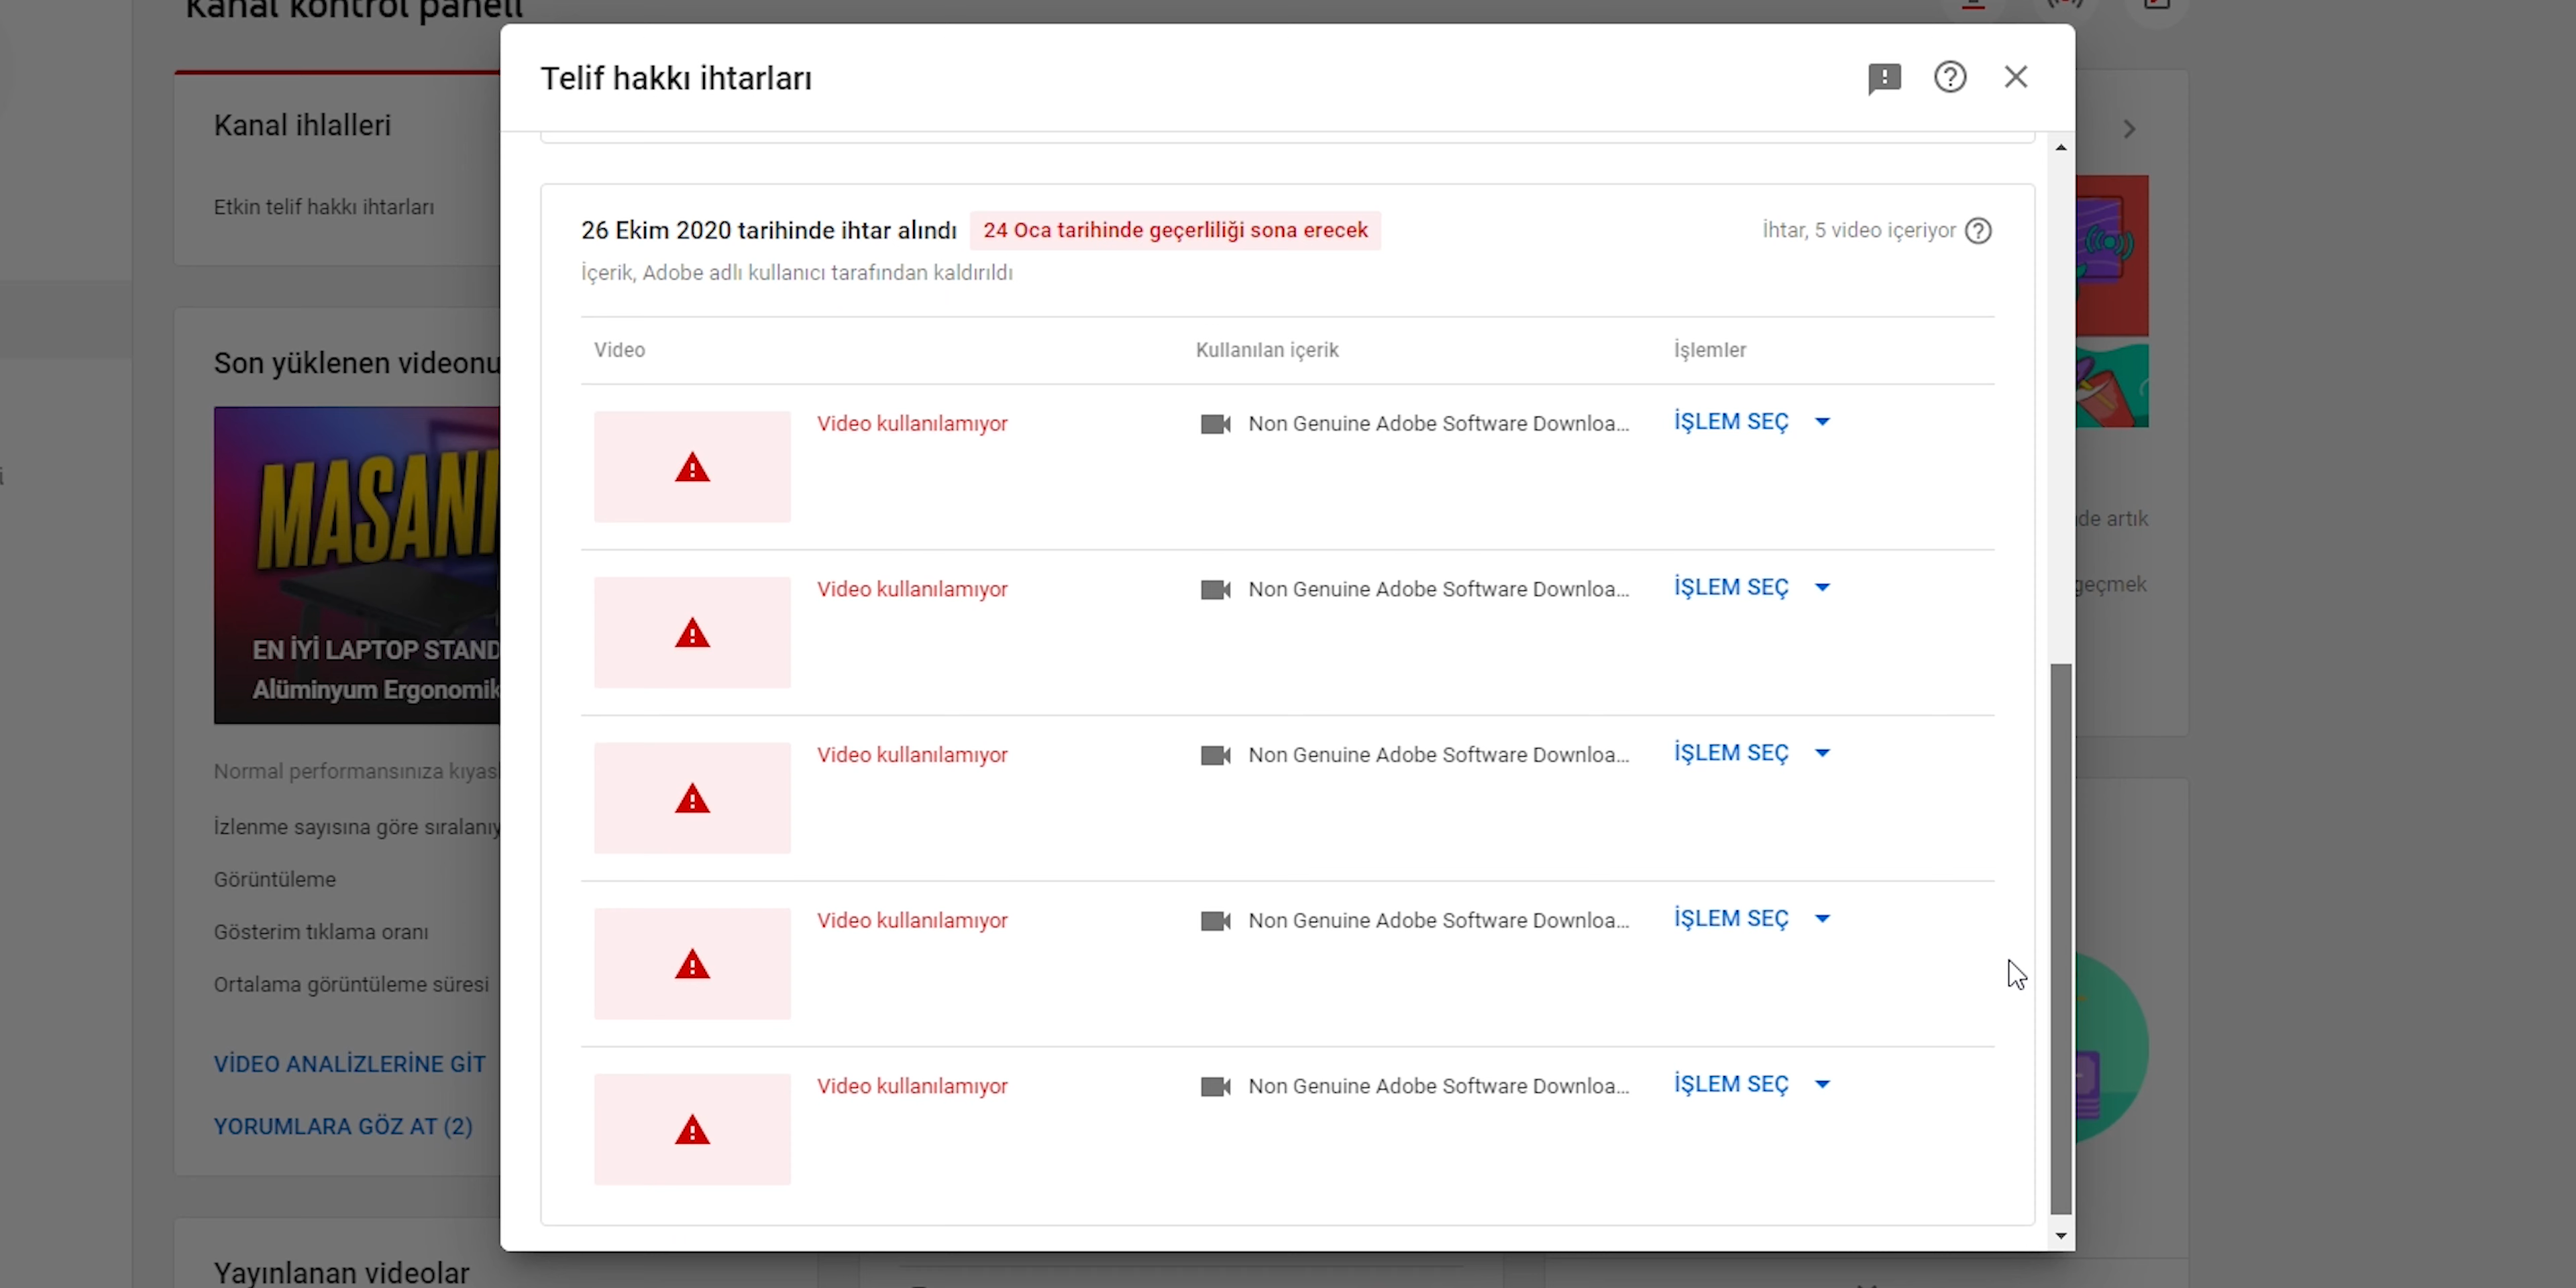 Kanal kontrol paneli
Telif hakkı ihtarları
Kanal ihlalleri
Etkin telif hakkı ihtarları
26 Ekim 2020 tarihinde ihtar alındı
24 Oca tarihinde geçerliliği sona erecek
İhtar, 5 video içeriyor
İçerik, Adobe adlı kullanıcı tarafından kaldırıldı
Video
Kullanılan içerik
İşlemler
Video kullanılamıyor
Non Genuine Adobe Software Downloa...
İŞLEM SEÇ
Video kullanılamıyor
Non Genuine Adobe Software Downloa...
İŞLEM SEÇ
Video kullanılamıyor
Non Genuine Adobe Software Downloa...
İŞLEM SEÇ
Video kullanılamıyor
Non Genuine Adobe Software Downloa...
İŞLEM SEÇ
Video kullanılamıyor
Non Genuine Adobe Software Downloa...
İŞLEM SEÇ
Son yüklenen videonu
MASANI
EN İYİ LAPTOP STAND
Alüminyum Ergonomik
Normal performansınıza kıyas
İzlenme sayısına göre sıralanıy
Görüntüleme
Gösterim tıklama oranı
Ortalama görüntüleme süresi
VİDEO ANALİZLERİNE GİT
YORUMLARA GÖZ AT (2)
Yayınlanan videolar
de artık
geçmek